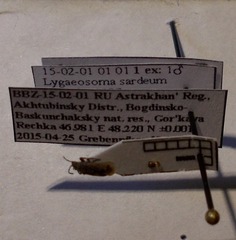 15-02-01 01 01 1 ex: 1♂
Lygaeosoma sardeum
BBZ-15-02-01 RU Astrakhan' Reg.,
Akhtubinsky Distr., Bogdinsko-
Baskunchaksky nat. res., Gor'kaya
Rechka 46.981 E 48.220 N ±0.001
2015-04-25